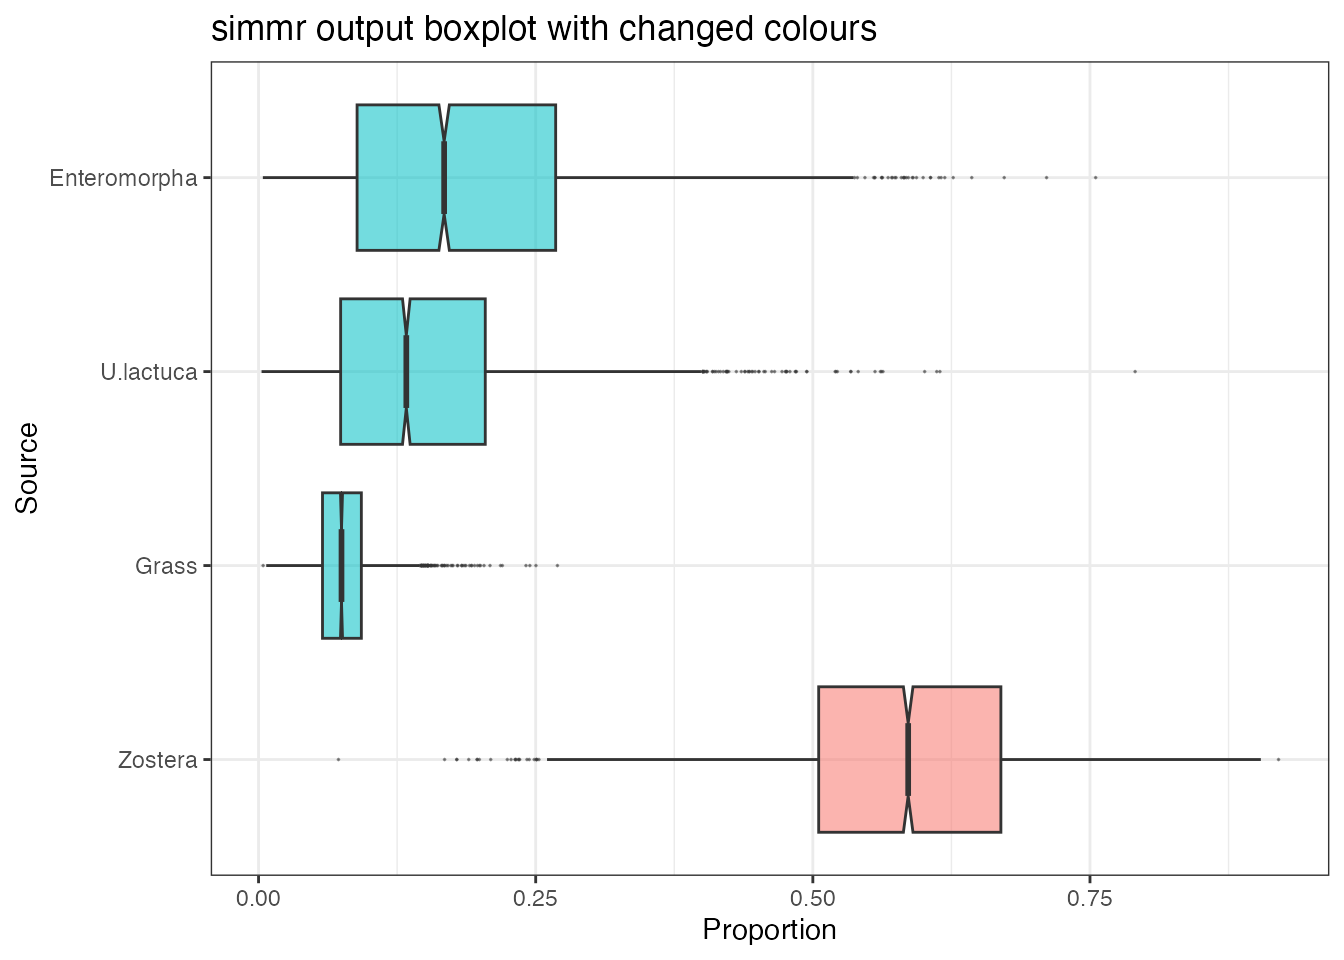 simmr output boxplot with changed colours
Enteromorpha
U.lactuca
Grass
Zostera
Source
0.00 0.25 0.50 0.75
Proportion